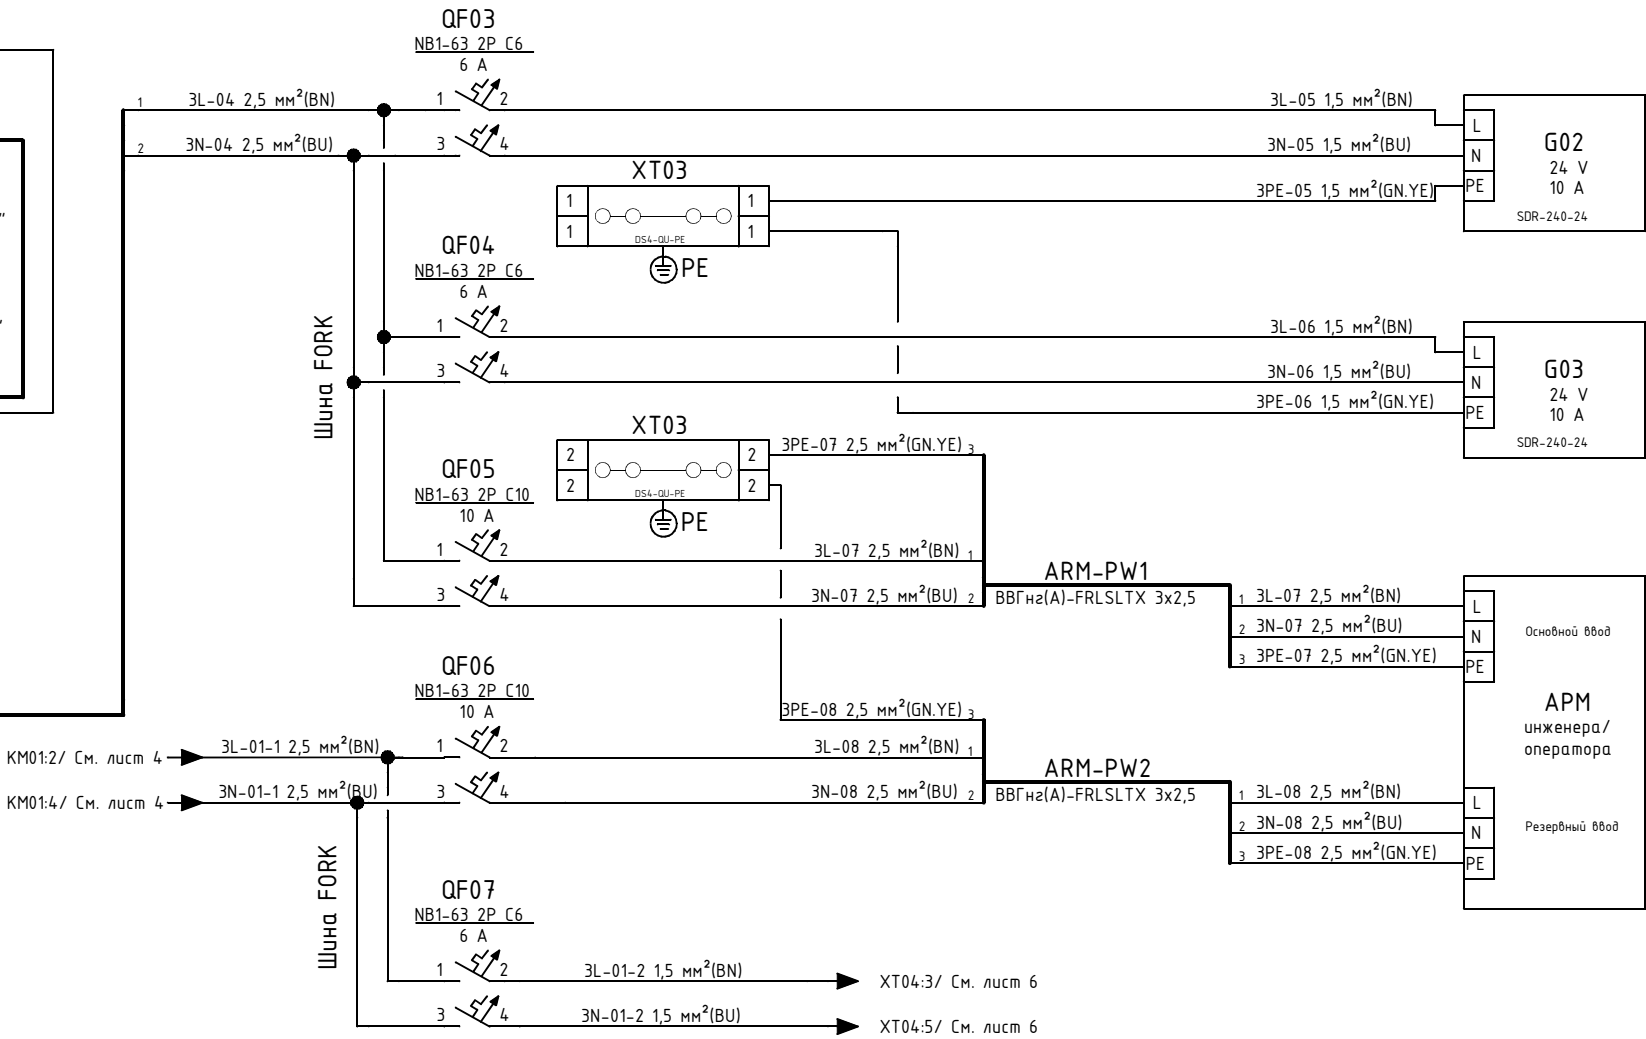 QF03
NB1-63 2P C6
6 A
1 3L-04 2,5 мм²(BN) 1 2 3L-05 1,5 мм²(BN)
2 3N-04 2,5 мм²(BU) 3 4 3N-05 1,5 мм²(BU)
3PE-05 1,5 мм²(GN.YE)
L
N
PE
G02
24 V
10 A
SDR-240-24
XT03
1 1
1 1
DS4-QU-PE
PE
"
"
QF04
NB1-63 2P C6
6 A
1 2 3L-06 1,5 мм²(BN)
3 4 3N-06 1,5 мм²(BU)
3PE-06 1,5 мм²(GN.YE)
L
N
PE
G03
24 V
10 A
SDR-240-24
Шина FORK
XT03
2 2
2 2
DS4-QU-PE
PE
3PE-07 2,5 мм²(GN.YE) 3
QF05
NB1-63 2P C10
10 A
1 2 3L-07 2,5 мм²(BN) 1
3 4 3N-07 2,5 мм²(BU) 2
ARM-PW1
ВВГнг(А)-FRLSLTX 3x2,5
1 3L-07 2,5 мм²(BN)
2 3N-07 2,5 мм²(BU)
3 3PE-07 2,5 мм²(GN.YE)
L
N
PE
Основной ввод
АРМ
инженера/
оператора
QF06
NB1-63 2P C10
10 A
3PE-08 2,5 мм²(GN.YE) 3
KM01:2/ См. лист 4 3L-01-1 2,5 мм²(BN) 1 2 3L-08 2,5 мм²(BN) 1
KM01:4/ См. лист 4 3N-01-1 2,5 мм²(BU) 3 4 3N-08 2,5 мм²(BU) 2
ARM-PW2
ВВГнг(А)-FRLSLTX 3x2,5
1 3L-08 2,5 мм²(BN)
2 3N-08 2,5 мм²(BU)
3 3PE-08 2,5 мм²(GN.YE)
L
N
PE
Резервный ввод
Шина FORK
QF07
NB1-63 2P C6
6 A
1 2 3L-01-2 1,5 мм²(BN) XT04:3/ См. лист 6
3 4 3N-01-2 1,5 мм²(BU) XT04:5/ См. лист 6